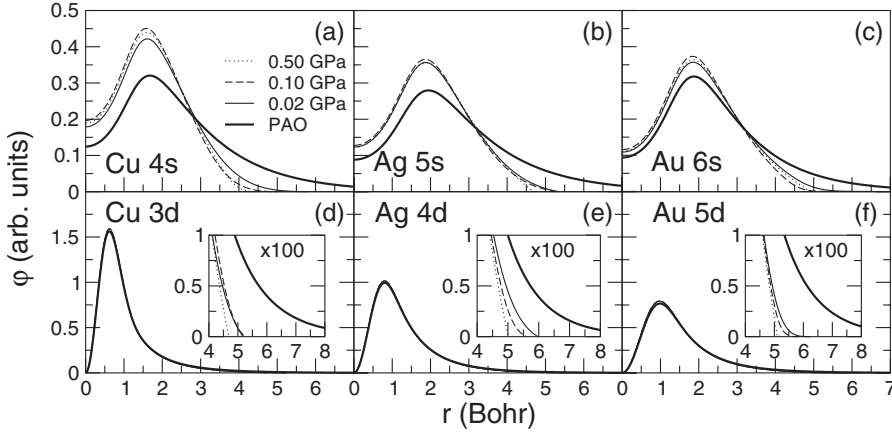 0.5
0.4
0.3
0.2
0.1
0
(a)
0.50 GPa
0.10 GPa
0.02 GPa
PAO
Cu 4s
(b)
Ag 5s
(c)
Au 6s
φ (arb. units)
1.5
1
0.5
0
Cu 3d
(d)
x100
1
0.5
0
4 5 6 7 8
0 1 2 3 4 5 6
Ag 4d
(e)
x100
1
0.5
0
4 5 6 7 8
0 1 2 3 4 5 6
Au 5d
(f)
x100
1
0.5
0
4 5 6 7 8
0 1 2 3 4 5 6 7
r (Bohr)